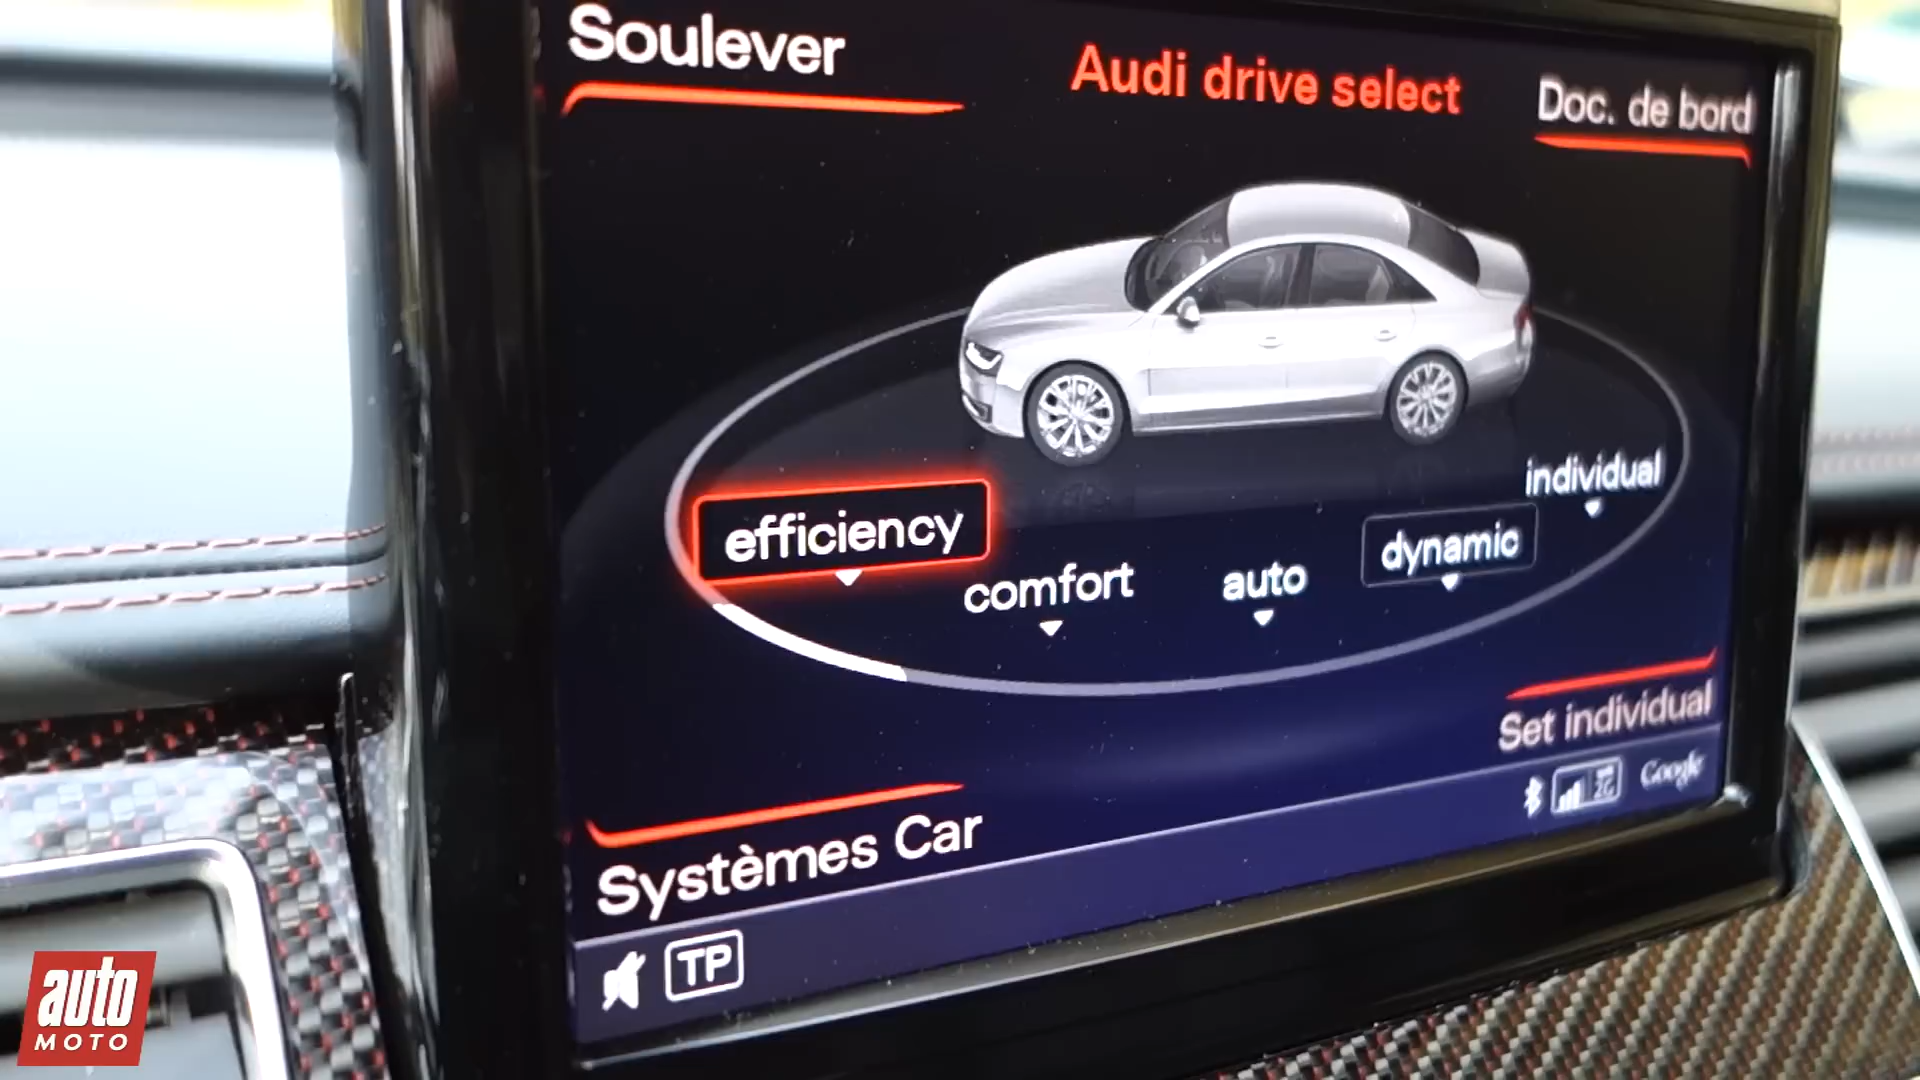 Soulever
Audi drive select
Doc. de bord
individual
efficiency
dynamic
comfort
auto
Set individual
Systèmes Car
2G
Google
TP
auto
MOTO